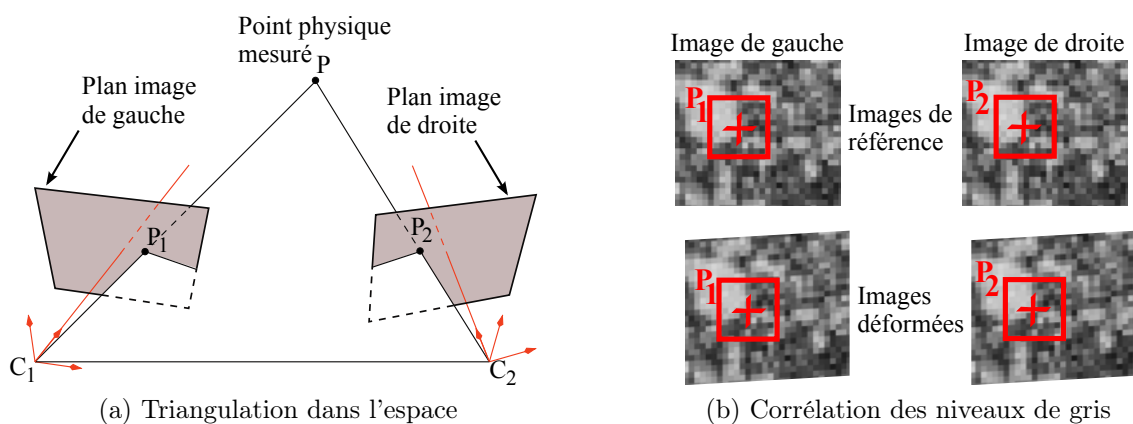 Point physique
mesuré
P
Plan image
de gauche
Plan image
de droite
P1
P2
C1
C2
(a) Triangulation dans l'espace
Image de gauche
Image de droite
P1
P2
Images de
référence
P1
P2
Images
déformées
(b) Corrélation des niveaux de gris